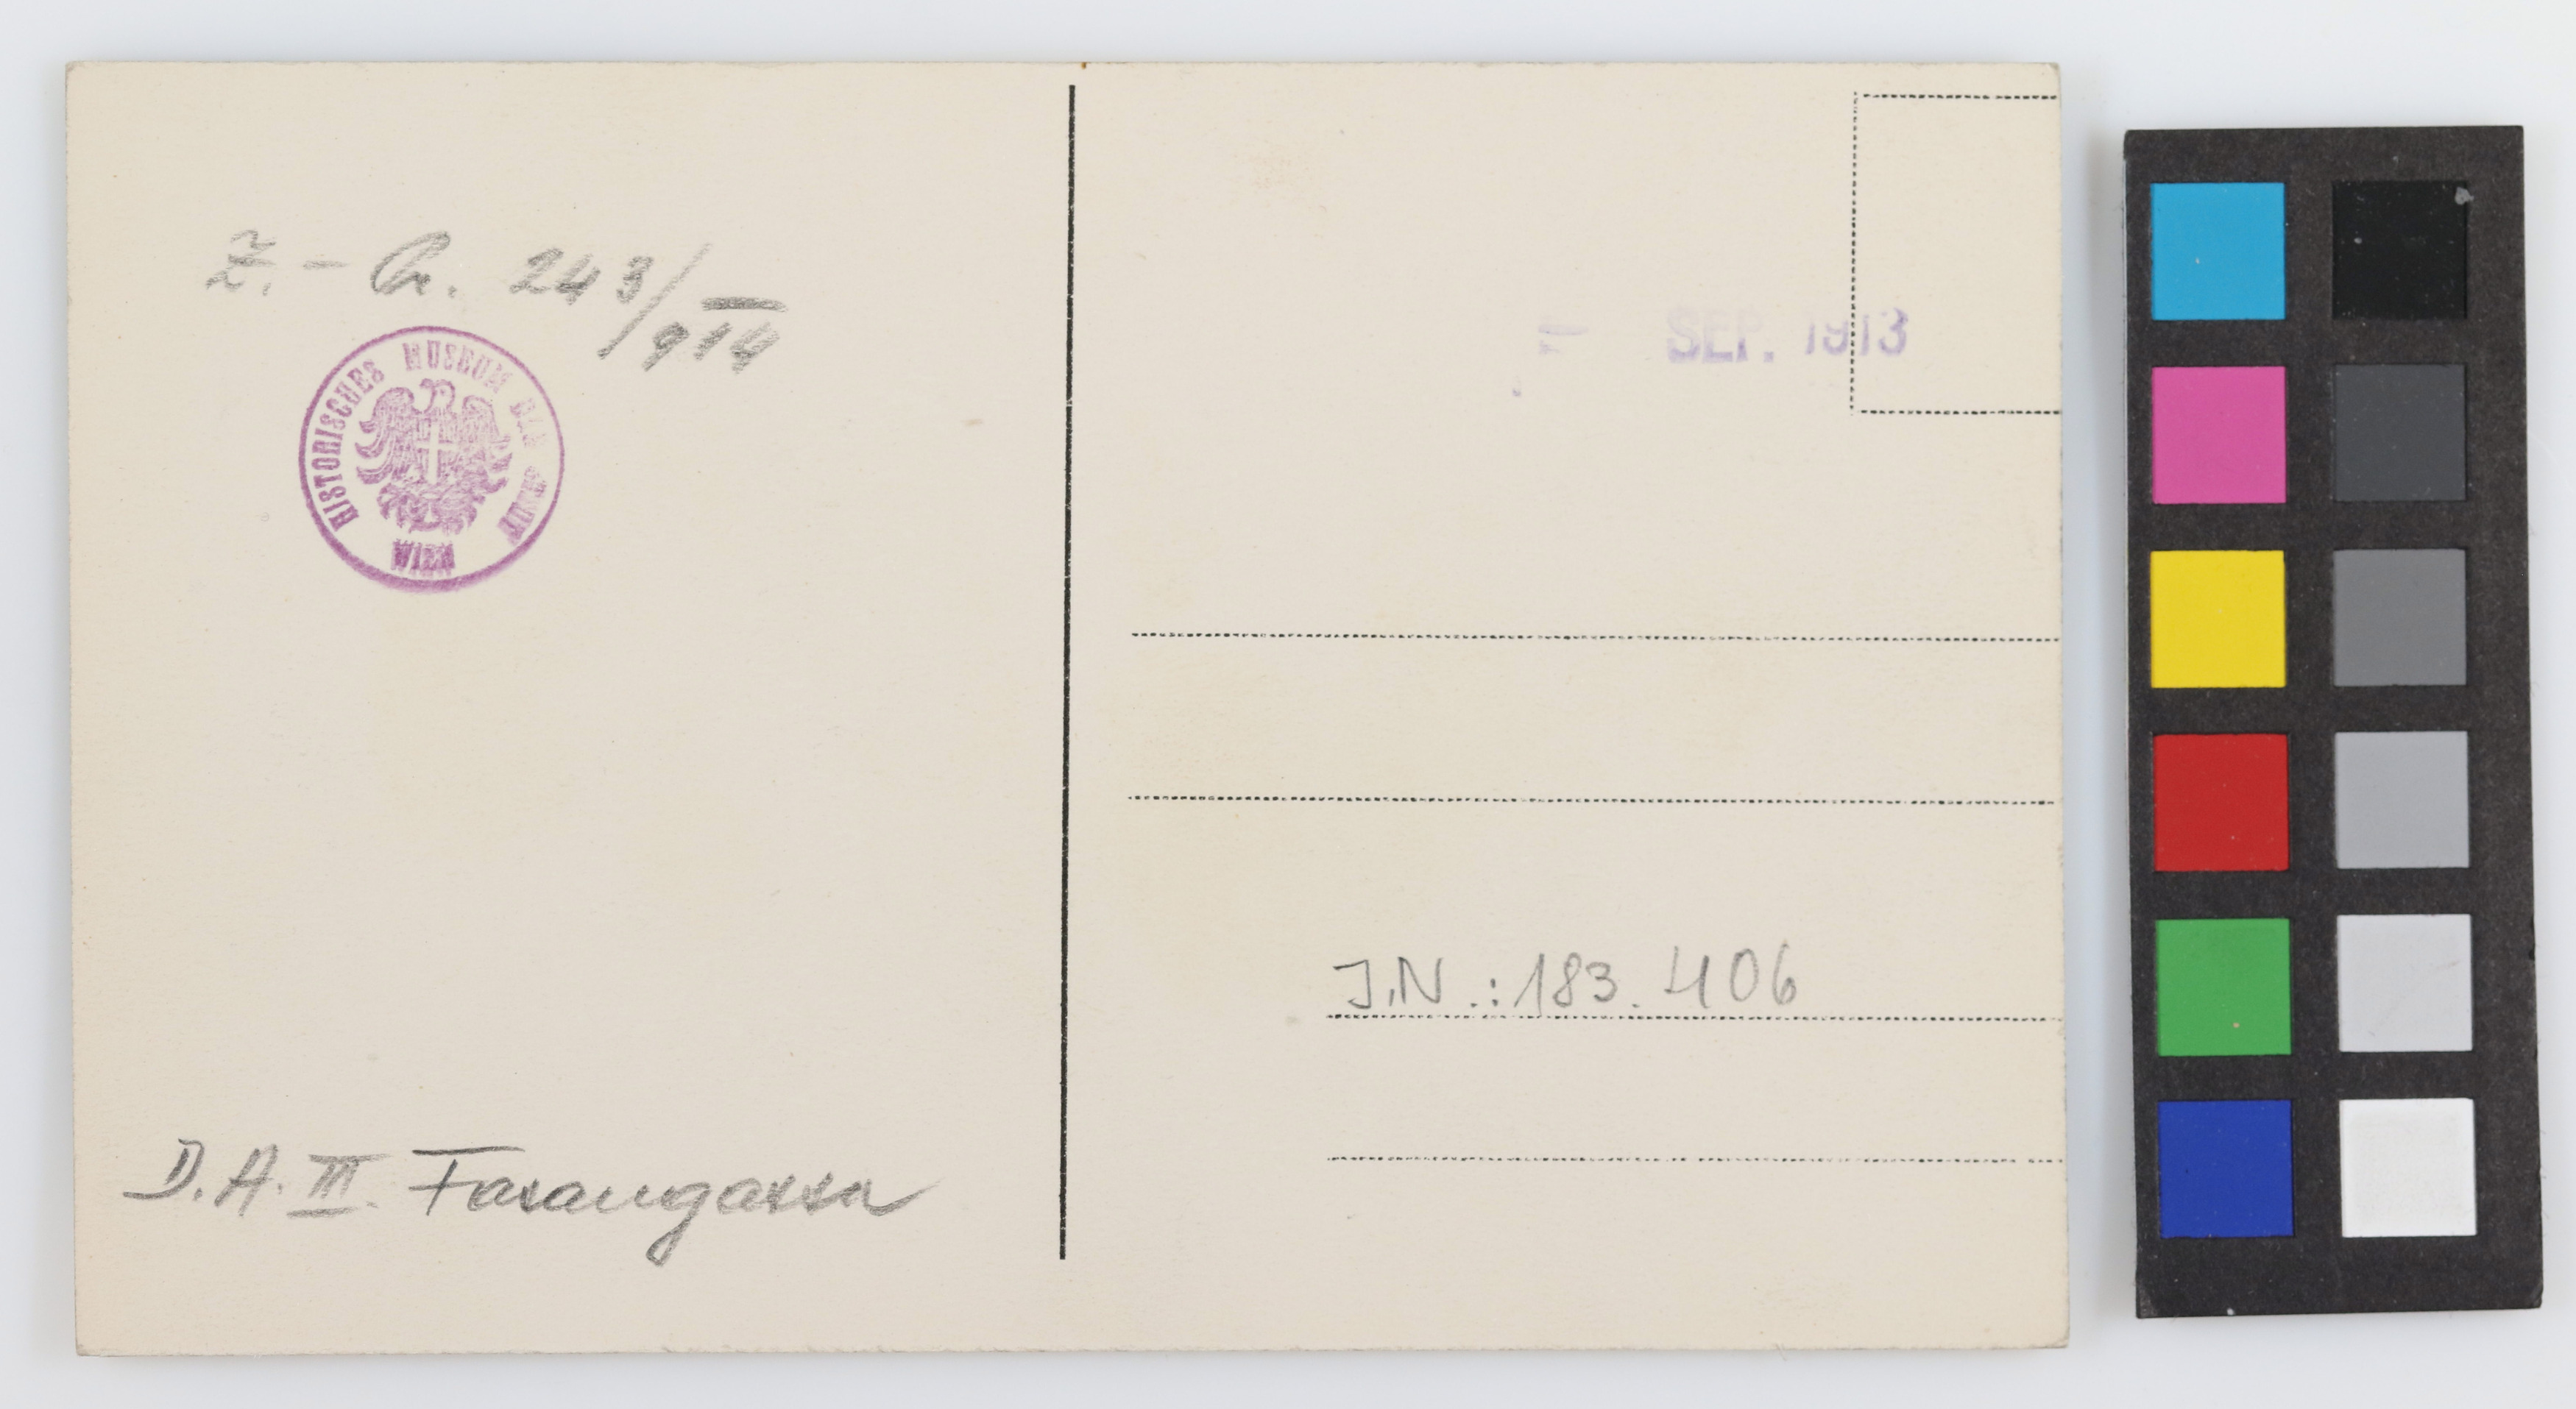 243/914
HISTORISCHES MUSEUM DER STADT
WIEN
SEP. 1913
J.N.: 183.406
D.A. III. Fasangasse